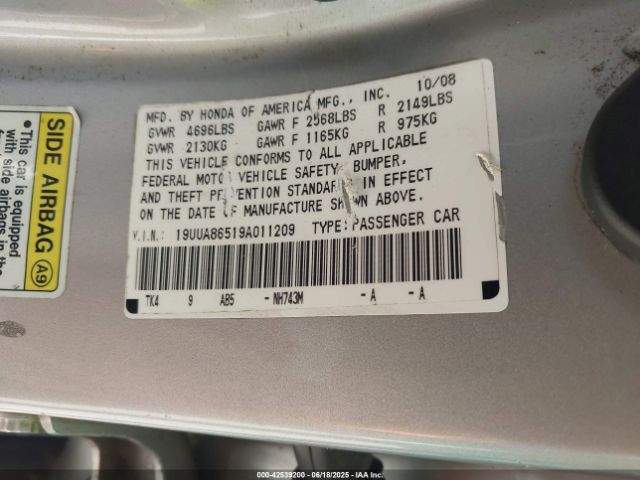 MFD. BY HONDA OF AMERICA MFG., INC. 10/08
GVWR 4696LBS GAWR F 2568LBS R 2149LBS
GVWR 2130KG GAWR F 1165KG R 975KG
THIS VEHICLE CONFORMS TO ALL APPLICABLE
FEDERAL MOTOR VEHICLE SAFETY, BUMPER,
AND THEFT PREVENTION STANDARDS IN EFFECT
ON THE DATE OF MANUFACTURE SHOWN ABOVE.
V.I.N.: 19UUA86519A011209 TYPE: PASSENGER CAR
TK4 9 AB5 -NH743M -A -A
SIDE AIRBAG A9
• This car is equipped
with side
airbags in the
000-42539200 - 06/18/2025 - IAA Inc.